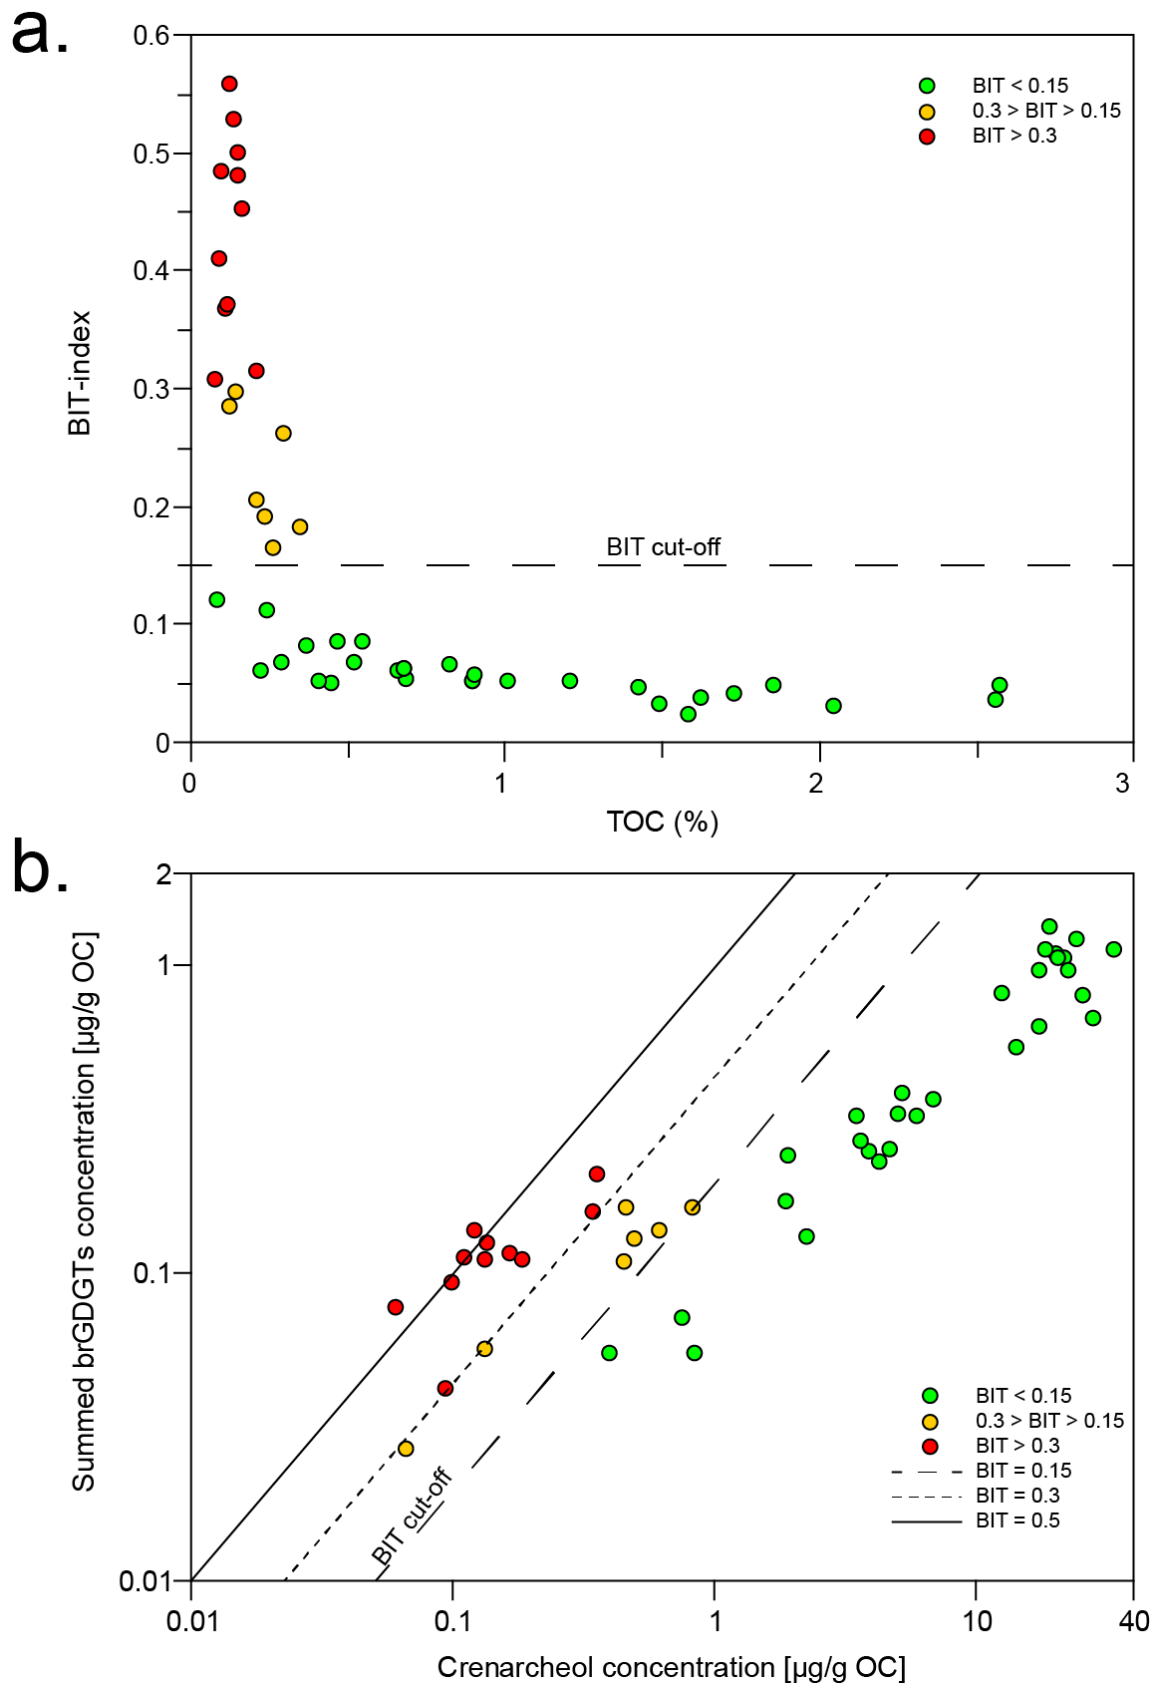 a.
0.6
0.5
0.4
0.3
0.2
0.1
0
BIT-index
BIT < 0.15
0.3 > BIT > 0.15
BIT > 0.3
BIT cut-off
0
1
2
3
TOC (%)
b.
2
1
0.1
0.01
Summed brGDGTs concentration [µg/g OC]
BIT cut-off
BIT < 0.15
0.3 > BIT > 0.15
BIT > 0.3
BIT = 0.15
BIT = 0.3
BIT = 0.5
0.01
0.1
1
10
40
Crenarcheol concentration [µg/g OC]